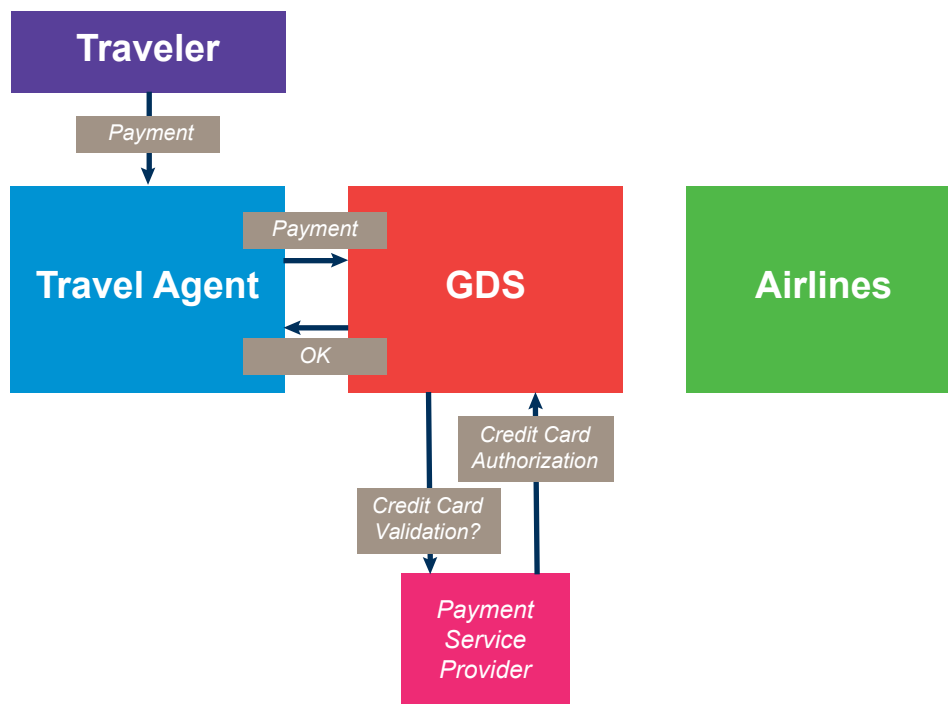 Traveler
Payment
Travel Agent
Payment
OK
GDS
Airlines
Credit Card
Authorization
Credit Card
Validation?
Payment
Service
Provider